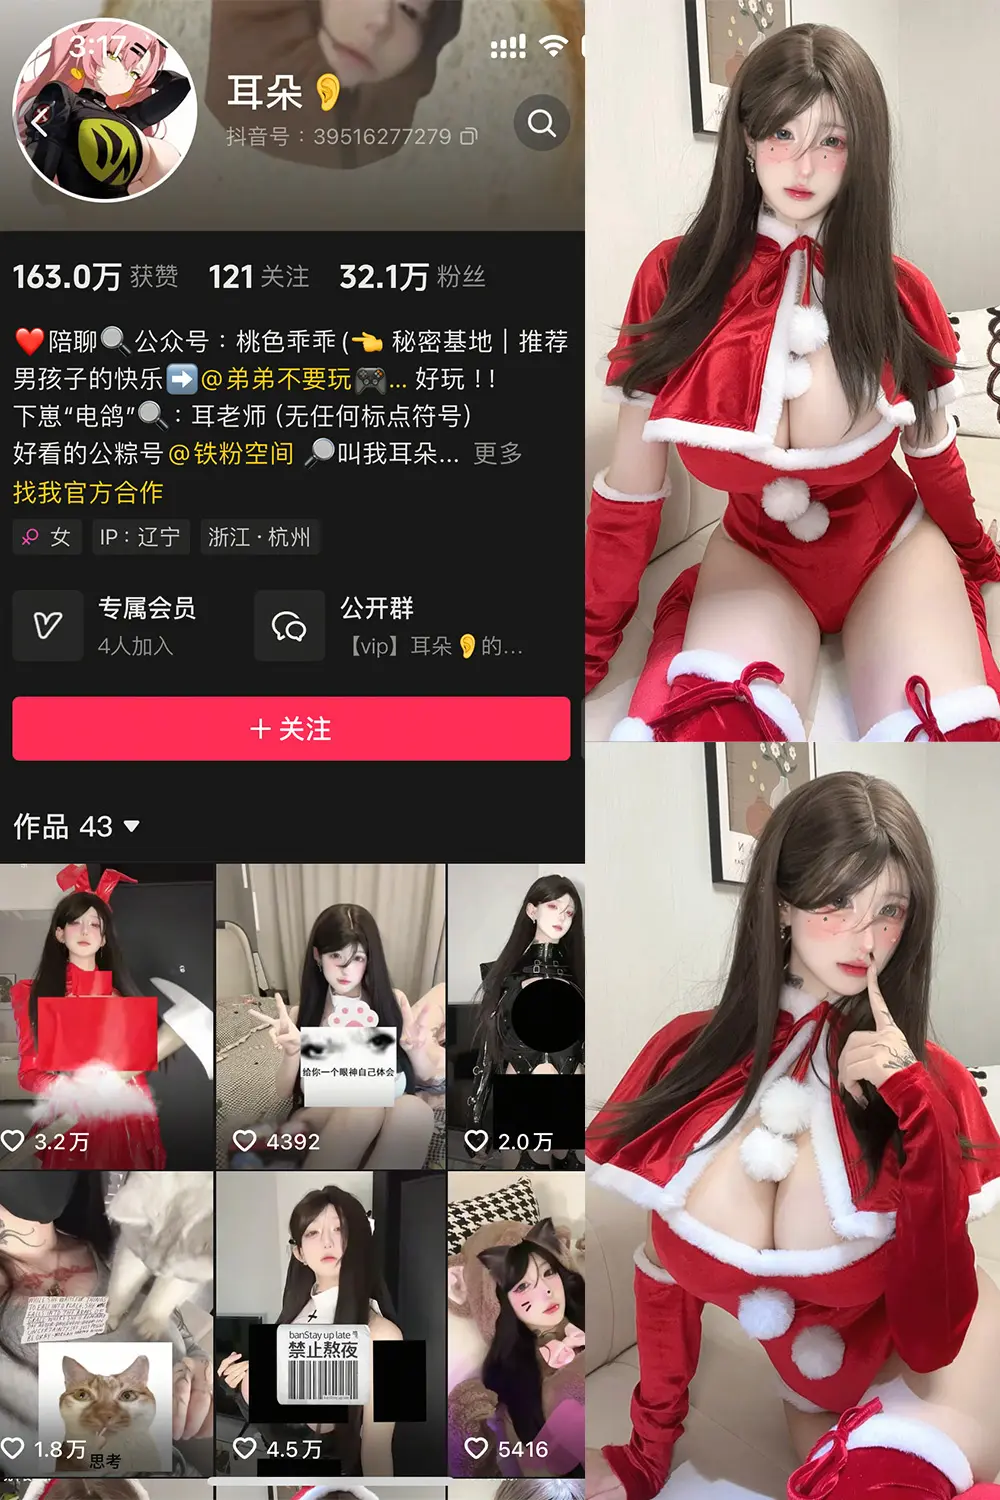 3:17
耳朵👂
抖音号：39516277279
163.0万 获赞 121 关注 32.1万 粉丝
❤️陪聊🔍公众号：桃色乖乖(👈 秘密基地｜推荐
男孩子的快乐➡️@弟弟不要玩🎮... 好玩 !!
下崽“电鸽”🔍：耳老师 (无任何标点符号)
好看的公粽号@铁粉空间 🔎叫我耳朵... 更多
找我官方合作
女 IP：辽宁 浙江·杭州
专属会员 公开群
4人加入 【vip】耳朵👂的...
＋关注
作品 43
给你一个眼神自己体会
3.2万 4392 2.0万
banStay up late
禁止熬夜
1.8万 4.5万 5416
思考